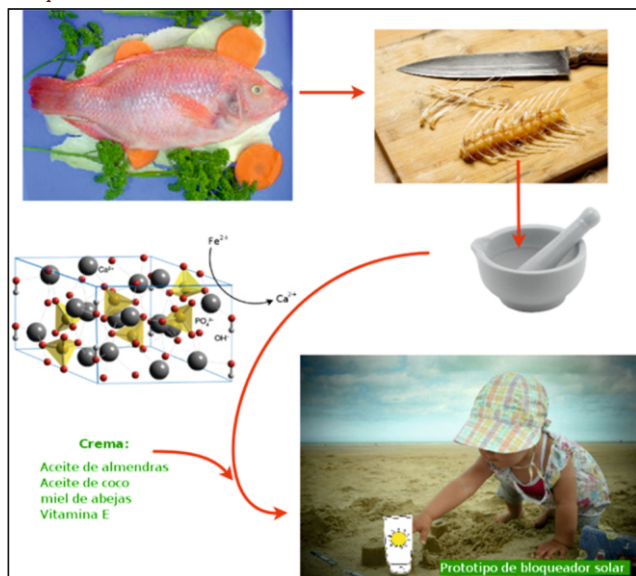 Fe²⁺
Ca²⁺
Ca²⁺
PO₄³⁻
OH⁻
Crema:
Aceite de almendras
Aceite de coco
miel de abejas
Vitamina E
Prototipo de bloqueador solar